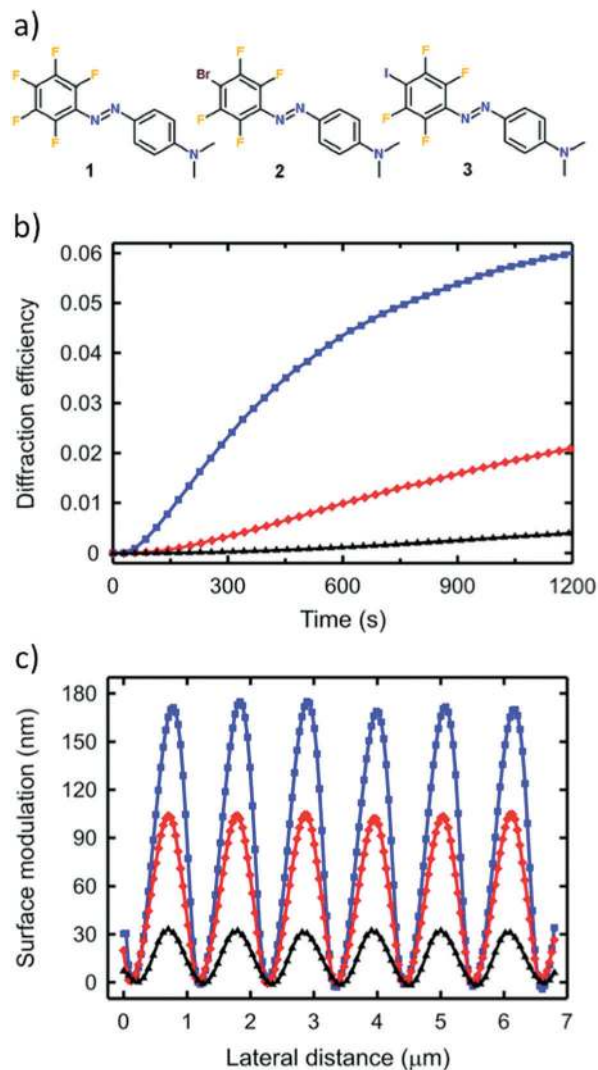 a)
F F Br F I F
F F F
F N=N F N=N F N=N
F F F F F
N N N
1 2 3
b)
0.06
0.05
0.04
0.03
0.02
0.01
0
Diffraction efficiency
0 300 600 900 1200
Time (s)
c)
180
150
120
90
60
30
0
Surface modulation (nm)
0 1 2 3 4 5 6 7
Lateral distance (μm)